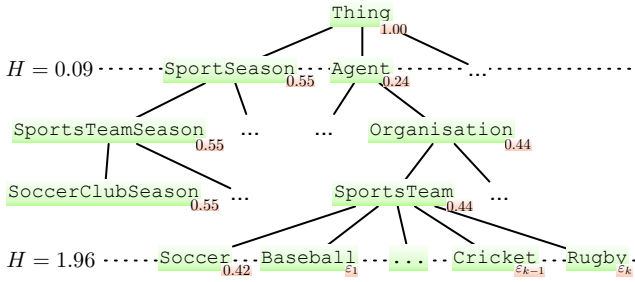 Thing
1.00
H = 0.09 SportSeason 0.55 Agent 0.24 ...
SportsTeamSeason 0.55 ... ... Organisation 0.44
SoccerClubSeason 0.55 ... SportsTeam 0.44 ...
H = 1.96 Soccer 0.42 Baseball ε₁ ... Cricket εₖ₋₁ Rugby εₖ